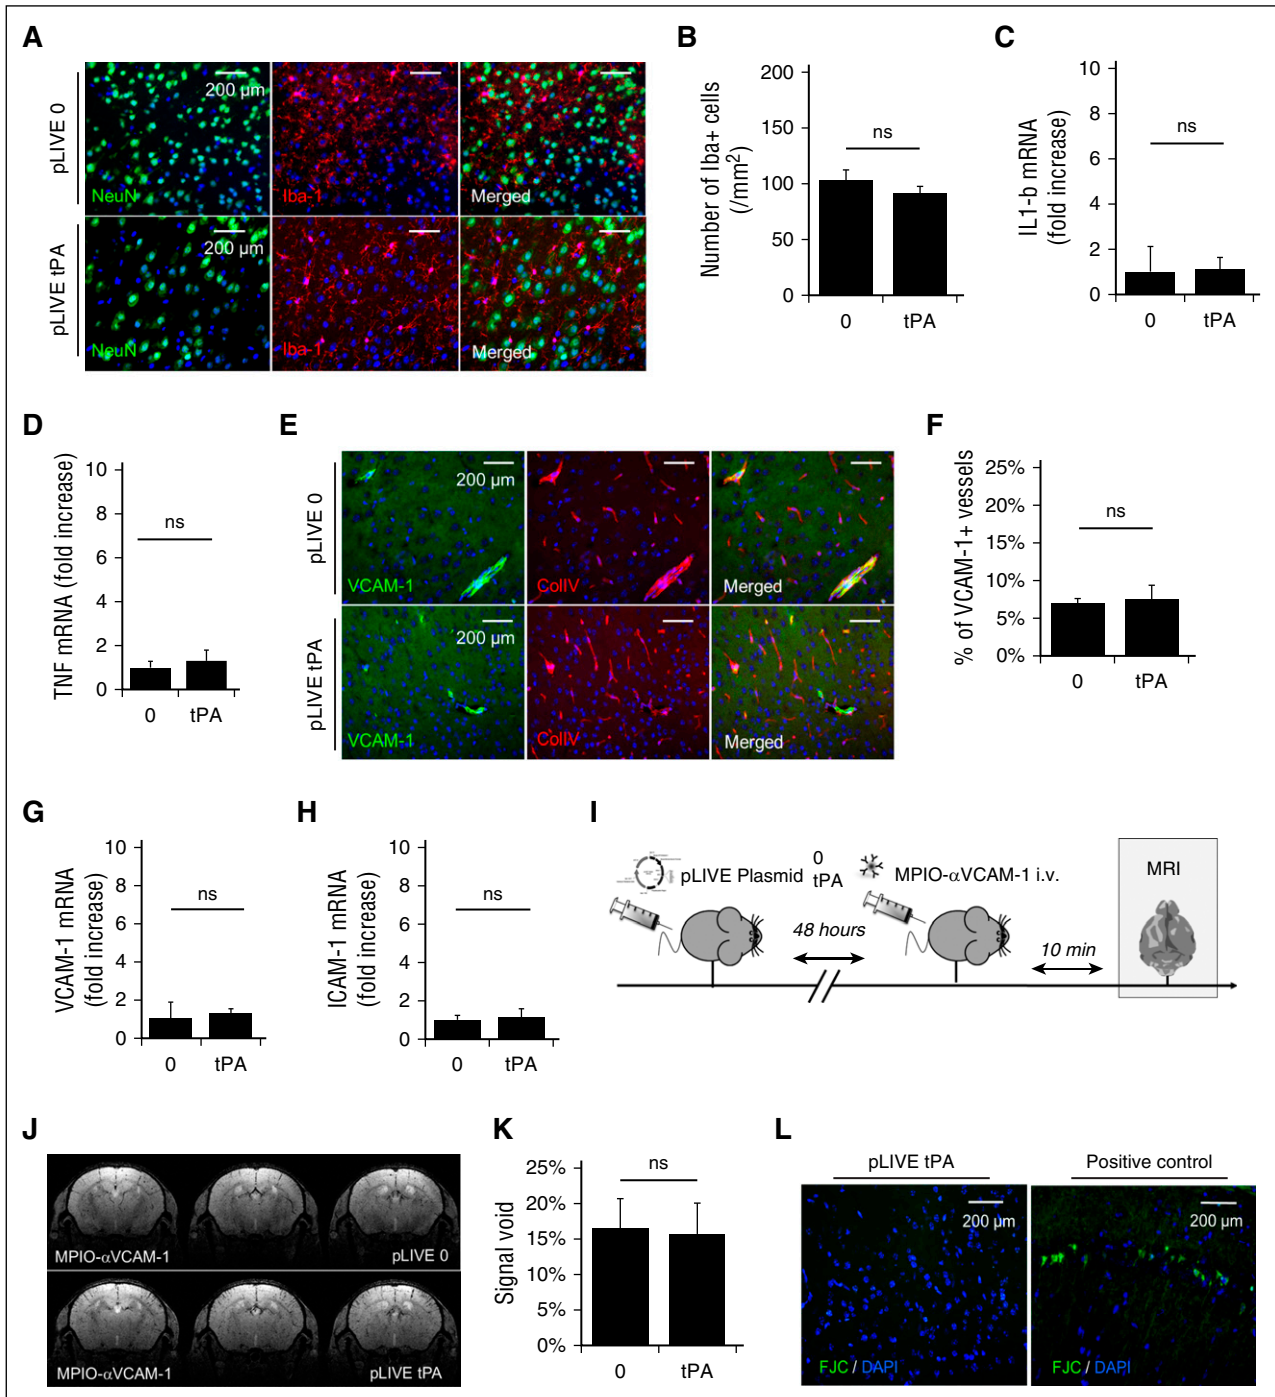 A
pLIVE 0
200 µm
NeuN
Iba-1
Merged
pLIVE tPA
200 µm
NeuN
Iba-1
Merged
B
Number of Iba+ cells
(/mm2)
200
150
100
50
0
ns
0 tPA
C
IL1-b mRNA
(fold increase)
10
8
6
4
2
0
ns
0 tPA
D
TNF mRNA (fold increase)
10
8
6
4
2
0
ns
0 tPA
E
pLIVE 0
200 µm
VCAM-1
ColIV
Merged
pLIVE tPA
200 µm
VCAM-1
ColIV
Merged
F
% of VCAM-1+ vessels
25%
20%
15%
10%
5%
0%
ns
0 tPA
G
VCAM-1 mRNA
(fold increase)
10
8
6
4
2
0
ns
0 tPA
H
ICAM-1 mRNA
(fold increase)
10
8
6
4
2
0
ns
0 tPA
I
pLIVE Plasmid
0
tPA
MPIO-αVCAM-1 i.v.
MRI
48 hours
10 min
J
MPIO-αVCAM-1
pLIVE 0
MPIO-αVCAM-1
pLIVE tPA
K
Signal void
25%
20%
15%
10%
5%
0%
ns
0 tPA
L
pLIVE tPA
Positive control
200 µm
200 µm
FJC / DAPI
FJC / DAPI